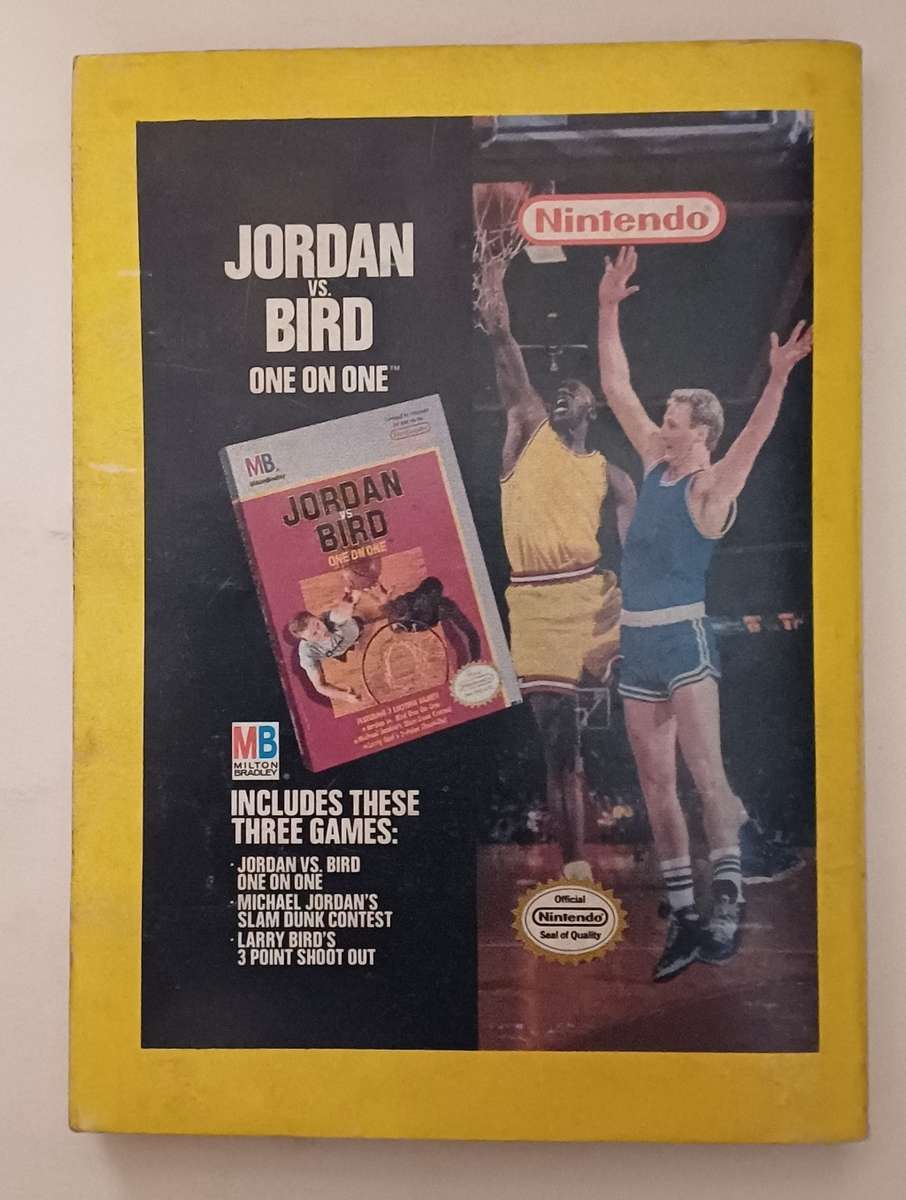 Nintendo®
JORDAN
VS.
BIRD
ONE ON ONE™
MB
JORDAN
VS
BIRD
ONE ON ONE
MB
MILTON
BRADLEY
INCLUDES THESE
THREE GAMES:
· JORDAN VS. BIRD
ONE ON ONE
· MICHAEL JORDAN'S
SLAM DUNK CONTEST
· LARRY BIRD'S
3 POINT SHOOT OUT
Official
Nintendo
Seal of Quality